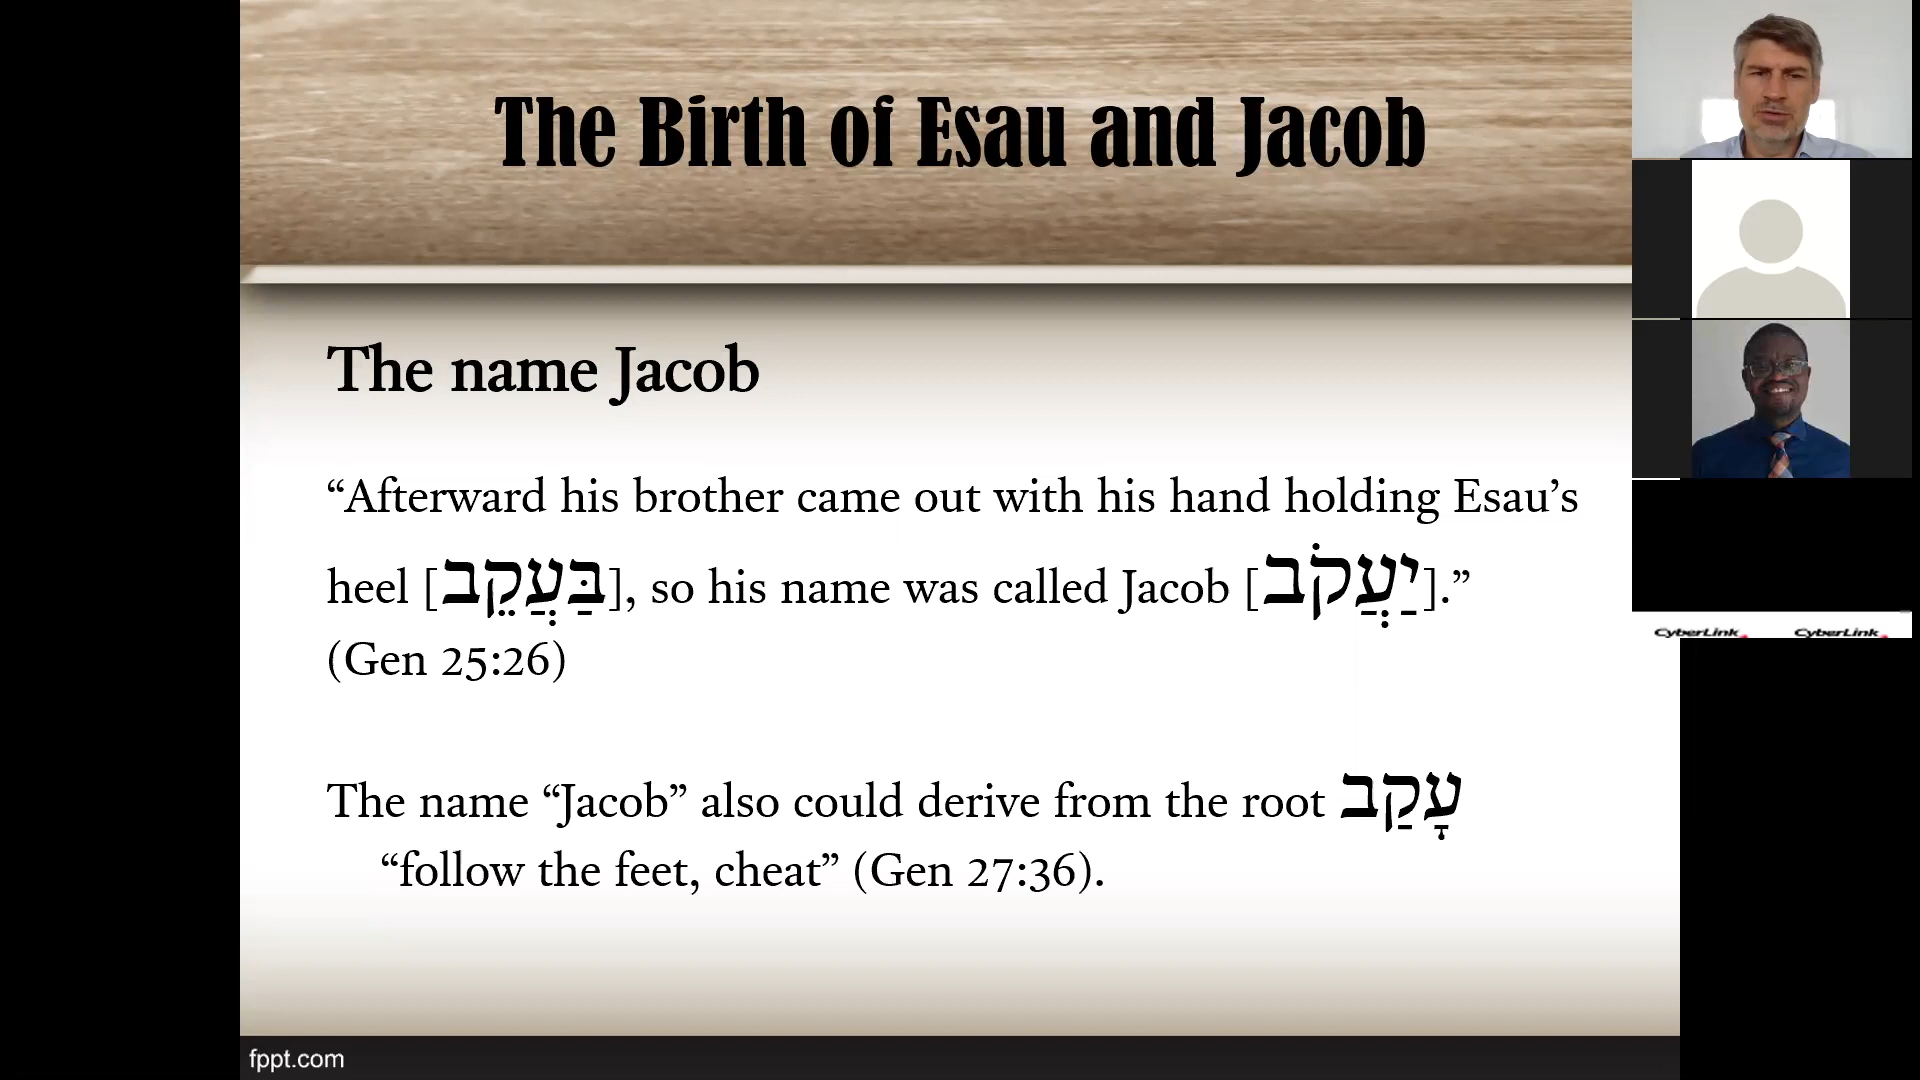 The Birth of Esau and Jacob
The name Jacob
“Afterward his brother came out with his hand holding Esau’s
heel [בַּעֲקֵב], so his name was called Jacob [יַעֲקֹב].”
(Gen 25:26)
The name “Jacob” also could derive from the root עָקַב
“follow the feet, cheat” (Gen 27:36).
fppt.com
CyberLink CyberLink